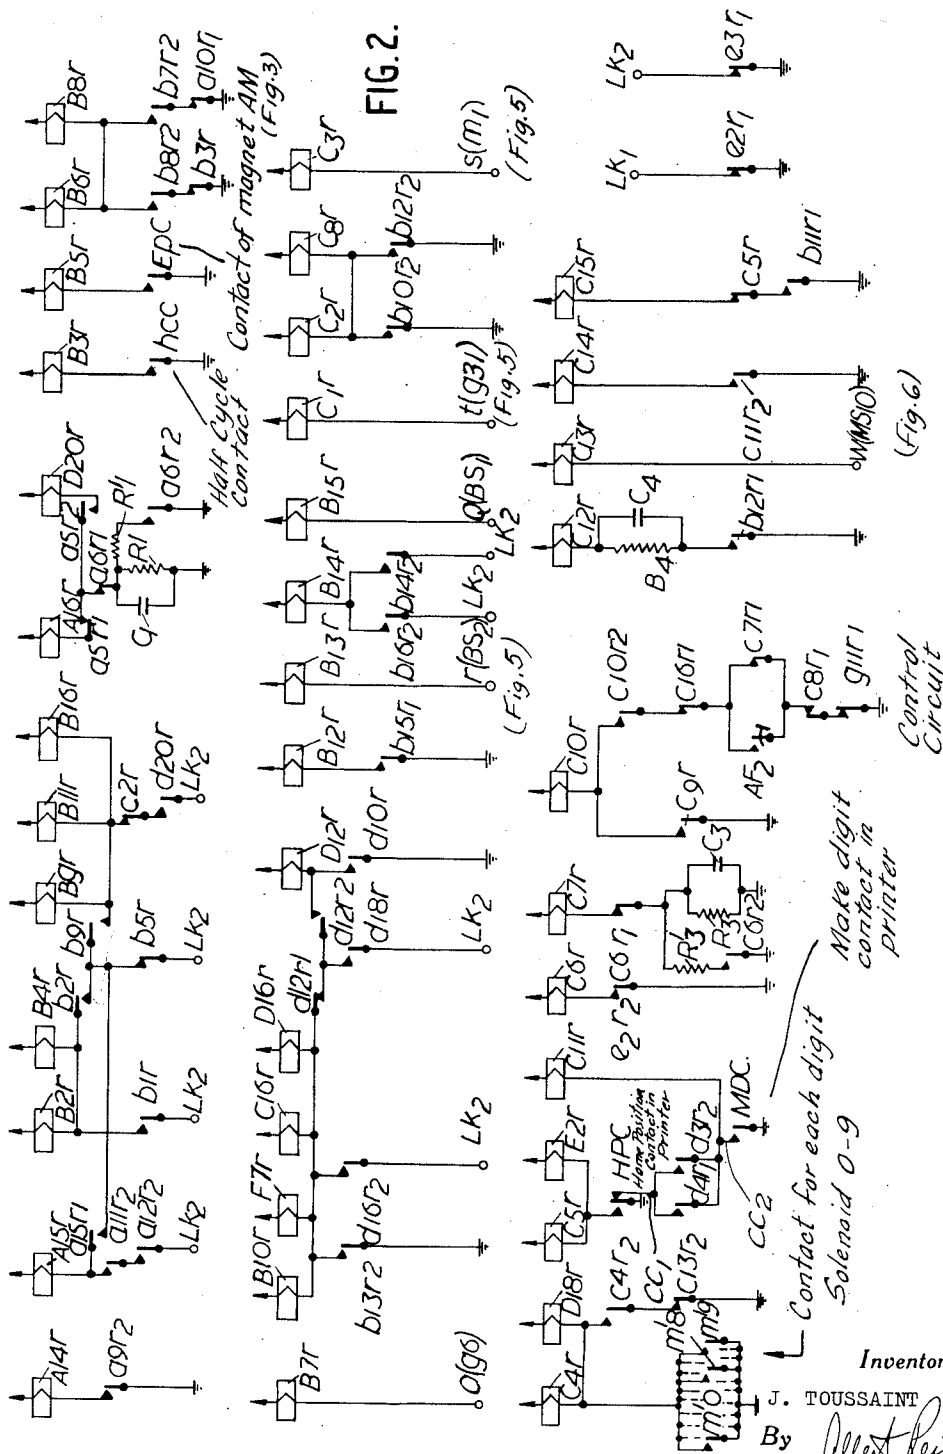 FIG. 2.
A14r
a9r2
A15r
a15r1
a11r2
a12r2
Lk2
B2r
B4r
b2r
b1r
Lk2
b9r
B9r
b5r
Lk2
B11r
B16r
c2r
d20r
Lk2
A16r
D20r
a5r1
a5r2
a6r1
R'1
R1
C1
a6r2
B3r
hcc
Half Cycle
Contact
B5r
EpC
Contact of magnet AM
(Fig.3)
B6r
B8r
b8r2
b7r2
b3r
a10r1
B7r
O(g6)
B10r
F7r
C16r
D16r
b13r2
d16r2
Lk2
d12r1
d12r2
d18r
Lk2
D12r
d10r
B12r
b15r1
B13r
r(BS2)
(Fig.5)
B14r
b16r2
b14r2
Lk2
Lk2
B15r
Q(BS1)
C1r
t(g31)
(Fig.5)
C2r
C8r
b10r2
b12r2
C3r
s(m1)
(Fig.5)
C4r
D18r
C4r2
C13r2
m'0
m'8
m'9
Contact for each digit
Solenoid 0-9
C5r
E2r
HPC
Home Position
Contact in
Printer
CC1
d4r1
d3r2
CC2
MDC.
Make digit
contact in
printer
C11r
C6r
e2r2
C7r
C6r1
R'3
R3
C3
C6r2
C10r
C9r
C10r2
C16r1
AF2
C7r1
C8r1
g11r1
Control
Circuit
C12r
B4
C4
b12r1
C13r
W(MS10)
(Fig.6)
C14r
C11r2
C15r
C5r
b11r1
Lk1
e2r1
Lk2
e3r1
Inventor
J. TOUSSAINT
By